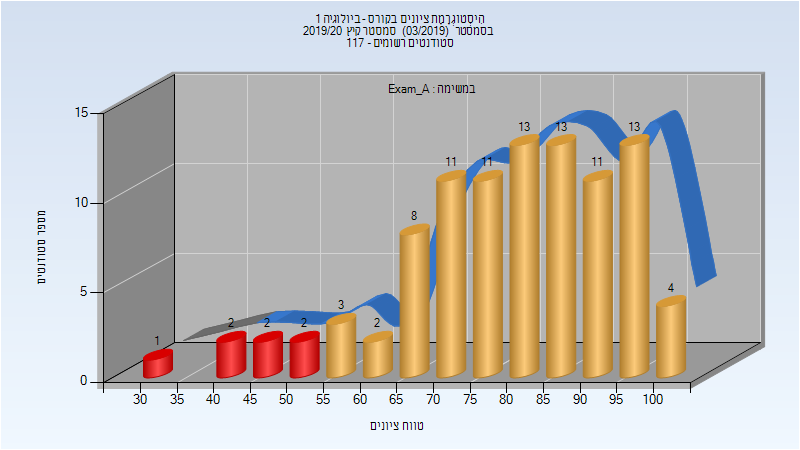 היסטוגרמת ציונים בקורס - ביולוגיה 1
בסמסטר (03/2019) סמסטר קיץ 2019/20
סטודנטים רשומים - 117
במשימה : Exam_A
מספר סטודנטים
15
10
5
0
1
2
2
2
3
2
8
11
11
13
13
11
13
4
30 35 40 45 50 55 60 65 70 75 80 85 90 95 100
טווח ציונים